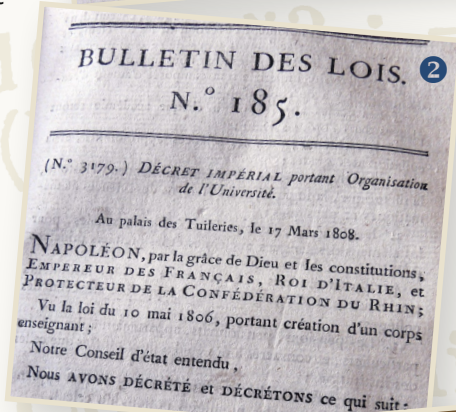 BULLETIN DES LOIS.
2
N.° 185.
(N.° 3179.) DÉCRET IMPÉRIAL portant Organisation
de l'Université.
Au palais des Tuileries, le 17 Mars 1808.
NAPOLÉON, par la grâce de Dieu et les constitutions,
EMPEREUR DES FRANÇAIS, ROI D'ITALIE, et
PROTECTEUR DE LA CONFÉDÉRATION DU RHIN;
Vu la loi du 10 mai 1806, portant création d'un corps
enseignant;
Notre Conseil d'état entendu,
Nous AVONS DÉCRÉTÉ et DÉCRÉTONS ce qui suit: